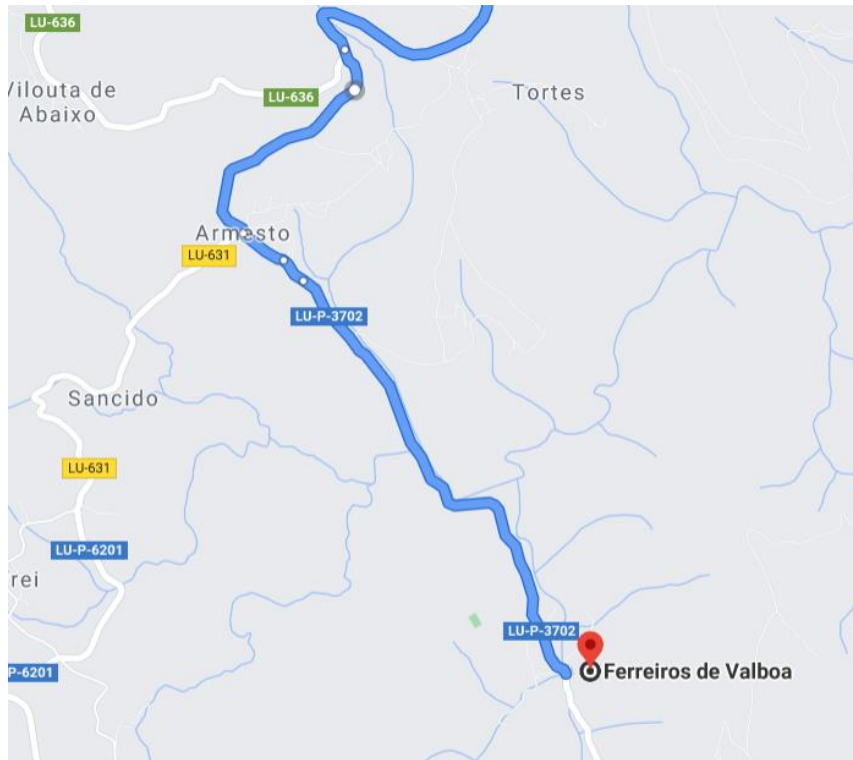 LU-636
Vilouta de
Abaixo
LU-636
Tortes
Armesto
LU-631
LU-P-3702
Sancido
LU-631
LU-P-6201
rei
LU-P-3702
P-6201
Ferreiros de Valboa